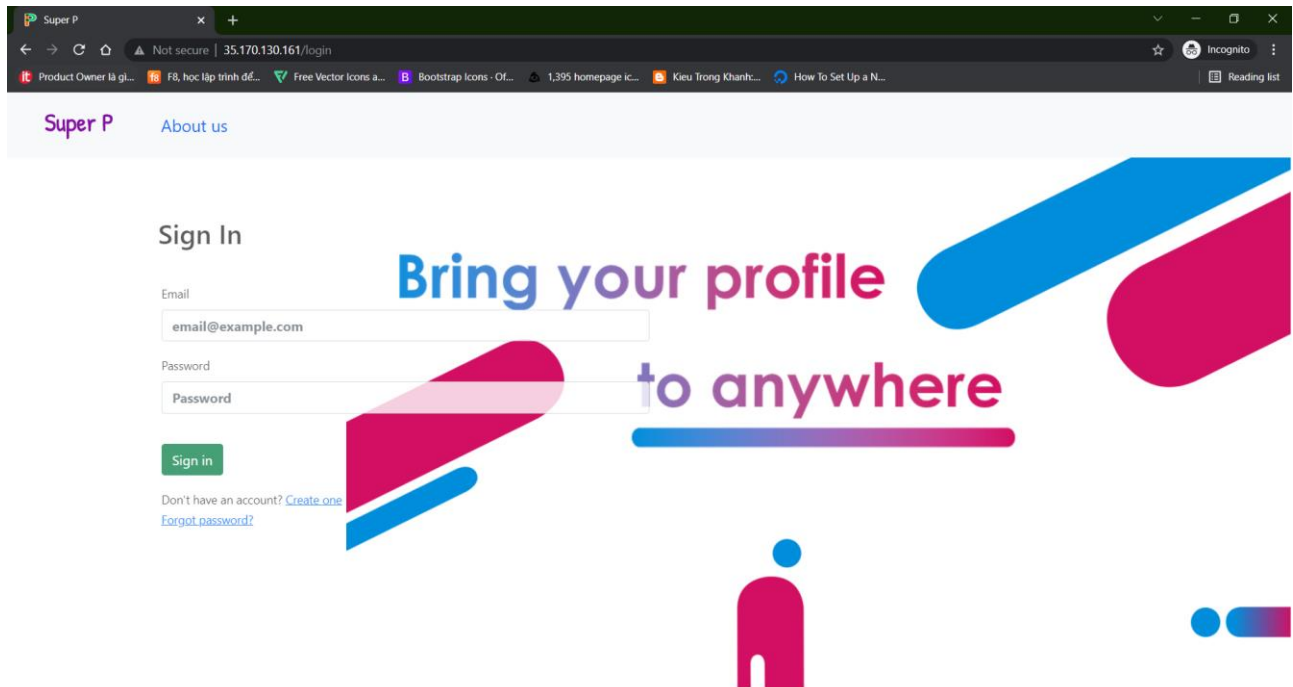 Super P
Not secure | 35.170.130.161/login
Incognito
Product Owner là gì...
F8, học lập trình để...
Free Vector Icons a...
Bootstrap Icons - Of...
1,395 homepage ic...
Kieu Trong Khanh:...
How To Set Up a N...
Reading list
Super P
About us
Sign In
Bring your profile
to anywhere
Email
email@example.com
Password
Password
Sign in
Don't have an account? Create one
Forgot password?